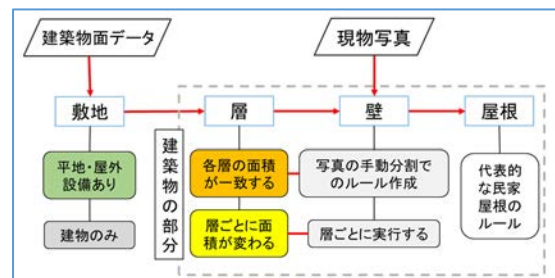 建築物面データ
現物写真
敷地
層
壁
屋根
平地・屋外
設備あり
建物のみ
建築物の部分
各層の面積
が一致する
層ごとに面
積が変わる
写真の手動分割で
のルール作成
層ごとに実行する
代表的
な民家
屋根の
ルール